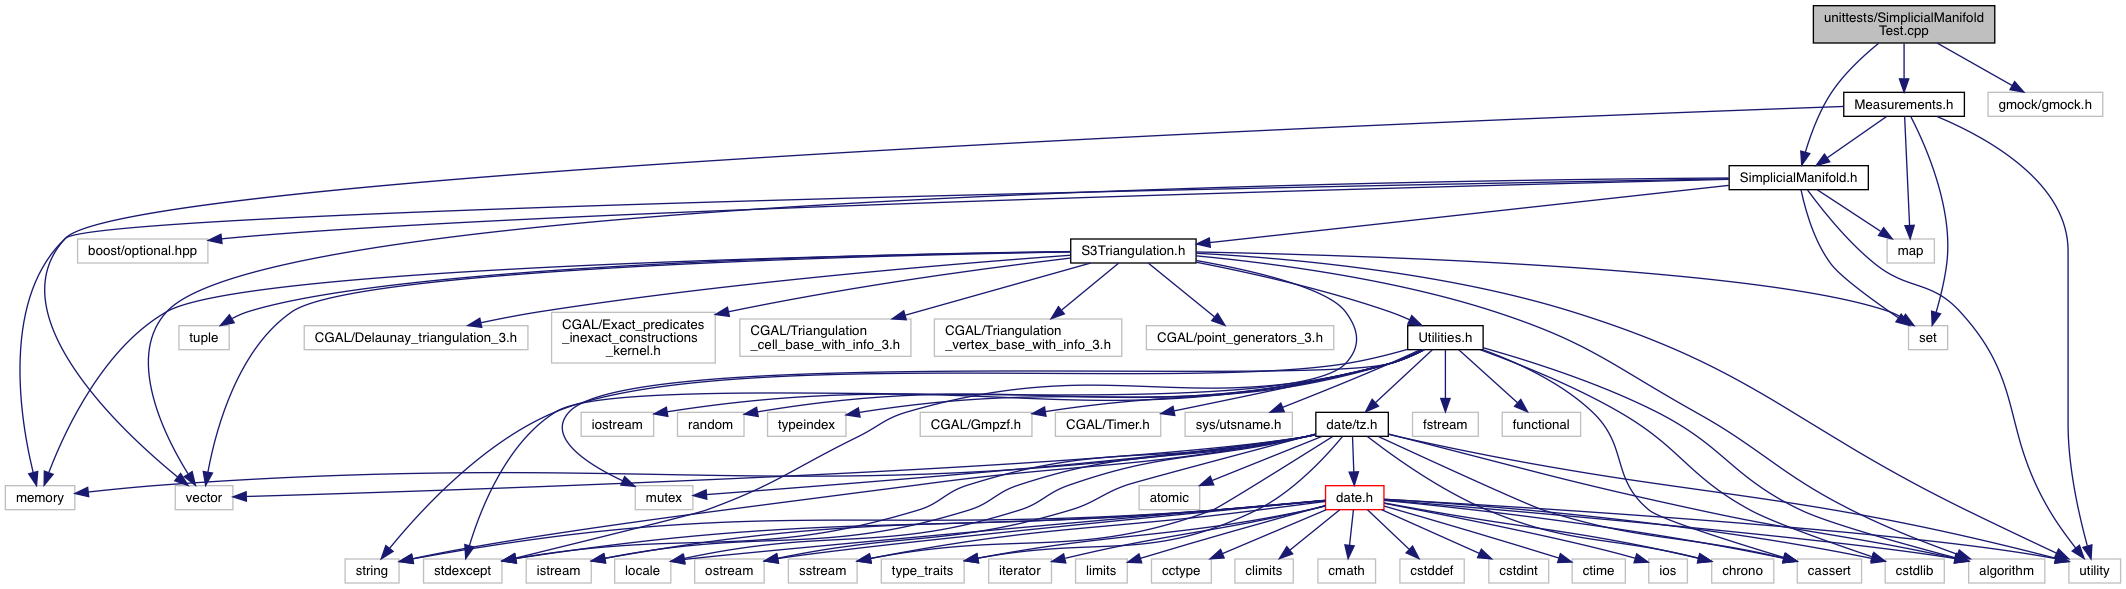 unittests/SimplicialManifold
Test.cpp
Measurements.h
gmock/gmock.h
SimplicialManifold.h
boost/optional.hpp
S3Triangulation.h
map
tuple
CGAL/Delaunay_triangulation_3.h
CGAL/Exact_predicates
_inexact_constructions
_kernel.h
CGAL/Triangulation
_cell_base_with_info_3.h
CGAL/Triangulation
_vertex_base_with_info_3.h
CGAL/point_generators_3.h
Utilities.h
set
iostream
random
typeindex
CGAL/Gmpzf.h
CGAL/Timer.h
sys/utsname.h
date/tz.h
fstream
functional
memory
vector
mutex
atomic
date.h
string
stdexcept
istream
locale
ostream
sstream
type_traits
iterator
limits
cctype
climits
cmath
cstddef
cstdint
ctime
ios
chrono
cassert
cstdlib
algorithm
utility